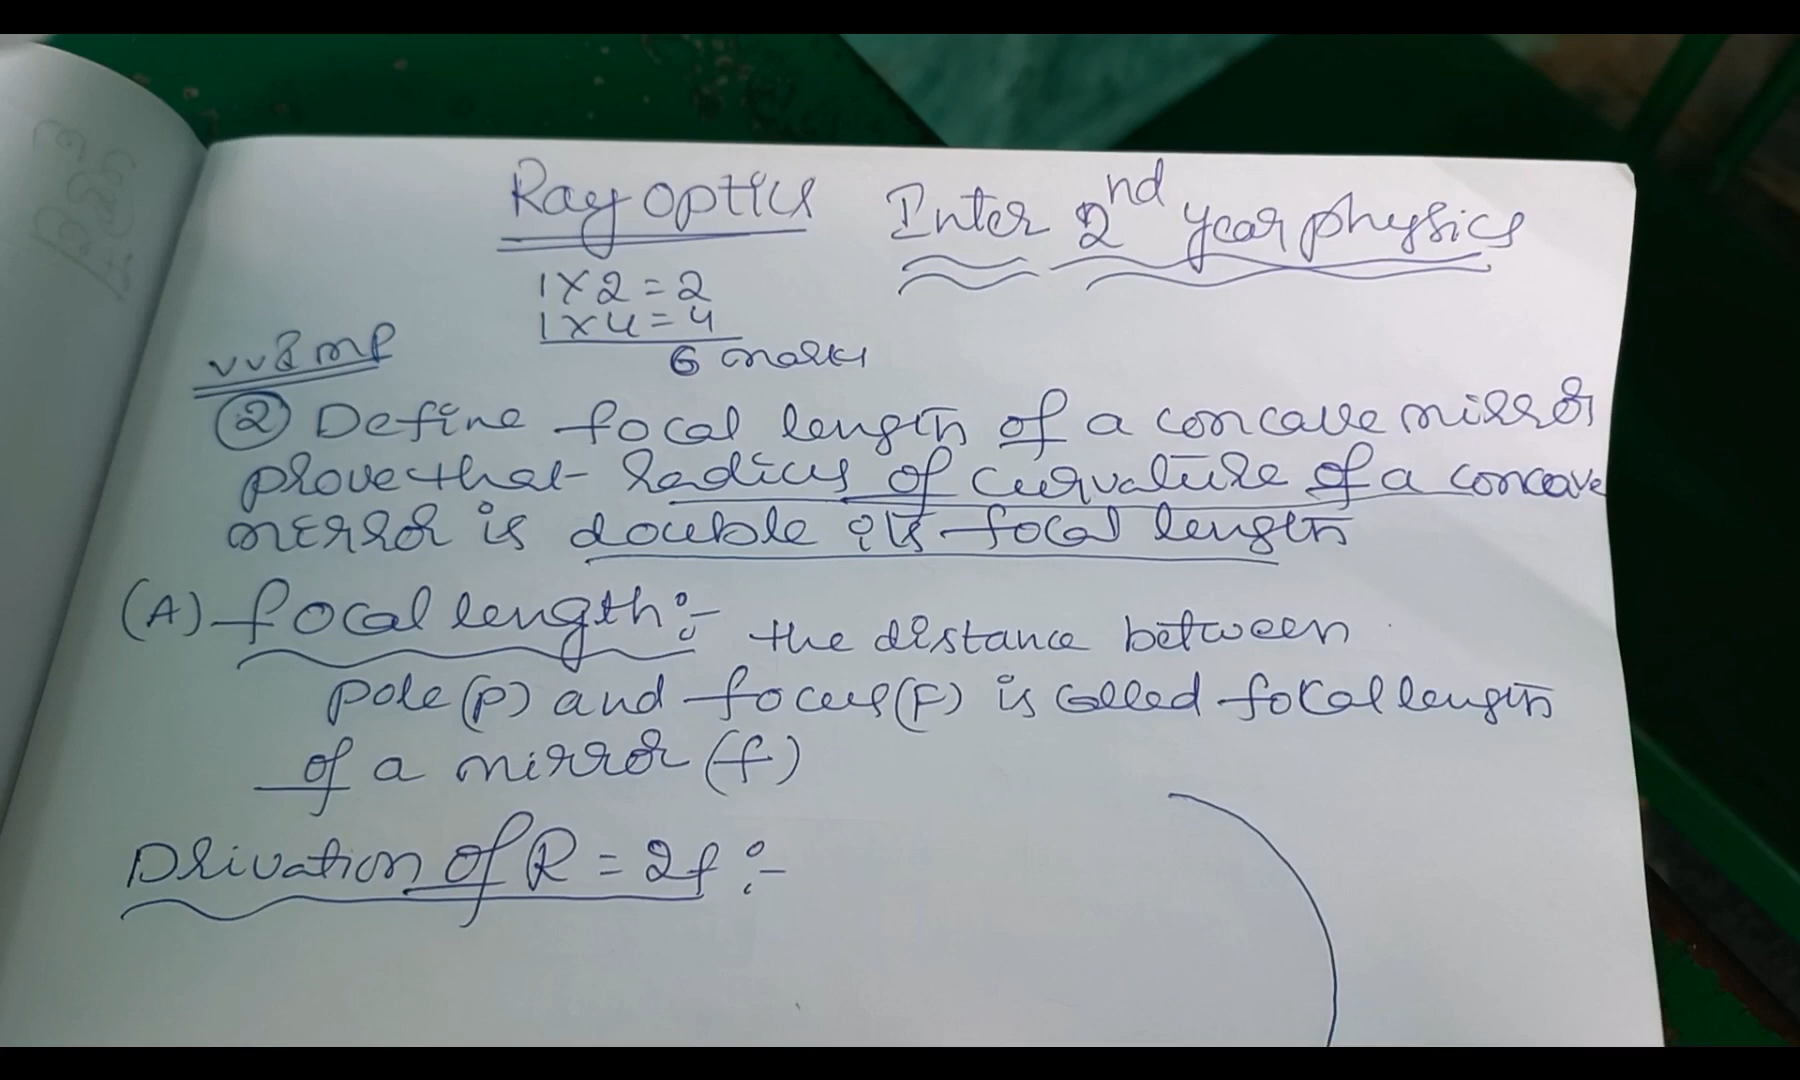 Ray optics Inter 2nd year physics
1 x 2 = 2
1 x 4 = 4
6 marks
vv Imp
(2) Define focal length of a concave mirror
prove that radius of curvature of a concave
mirror is double its focal length
(A) focal length :- the distance between
pole (p) and focus (F) is called focal length
of a mirror (f)
Drivation of R = 2f :-